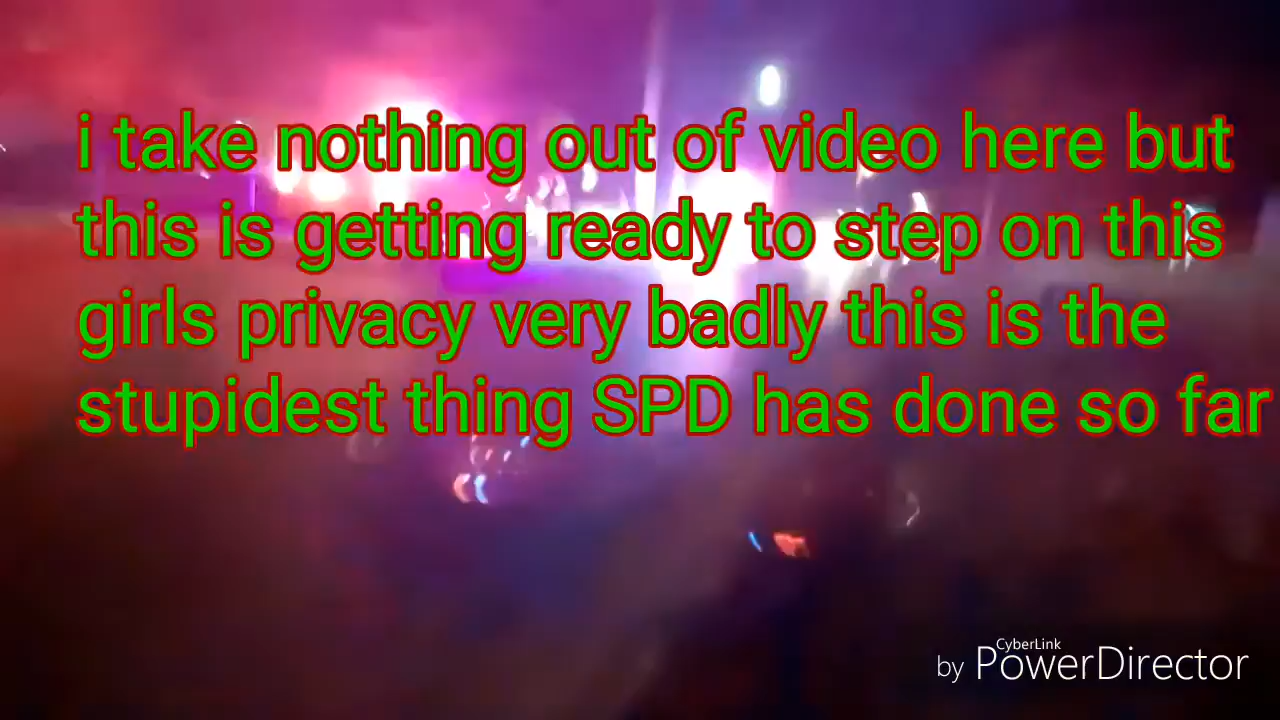 i take nothing out of video here but
this is getting ready to step on this
girls privacy very badly this is the
stupidest thing SPD has done so far
CyberLink
by PowerDirector